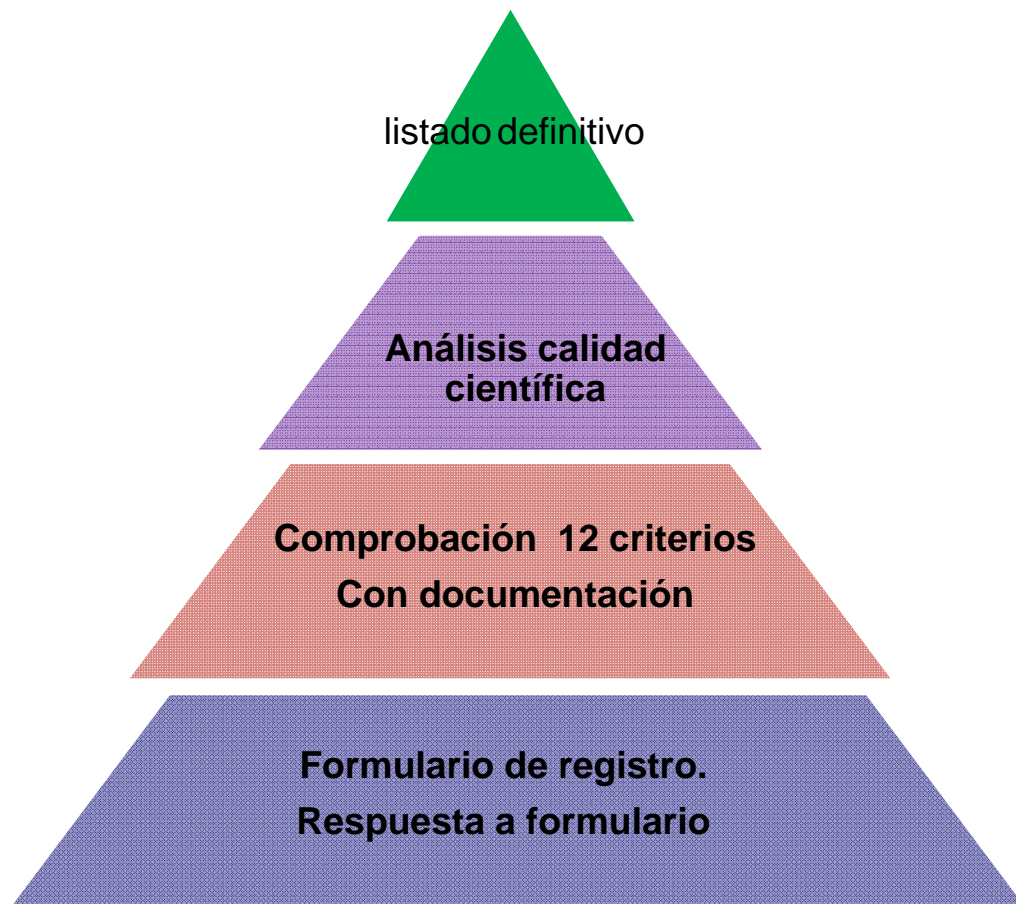 listado definitivo
Análisis calidad
científica
Comprobación 12 criterios
Con documentación
Formulario de registro.
Respuesta a formulario